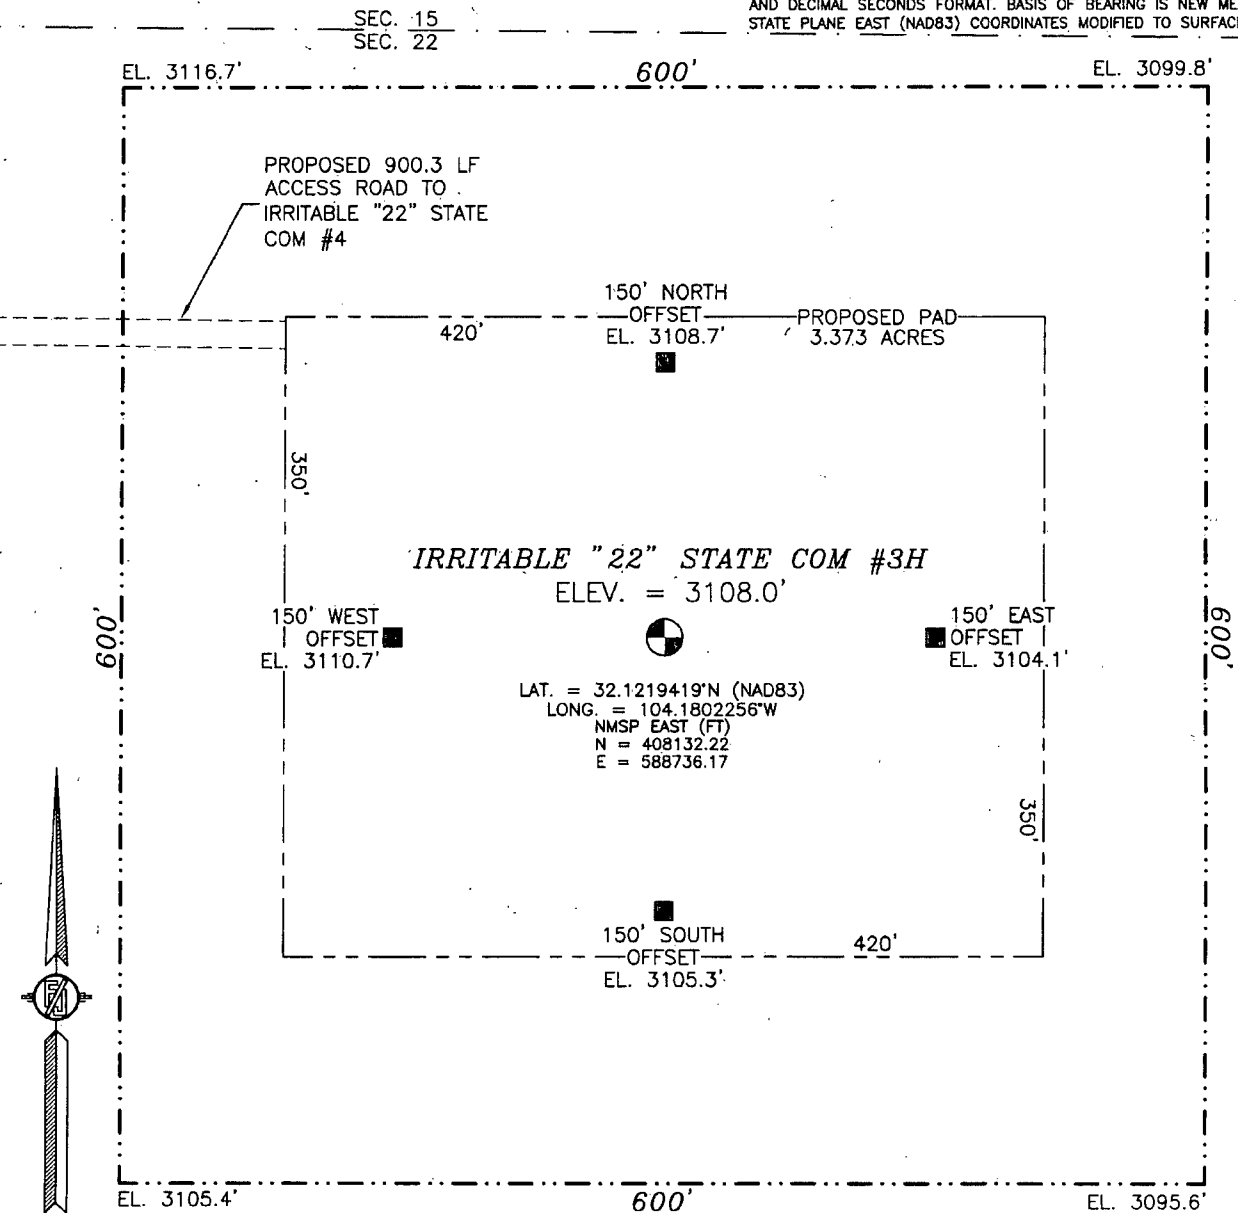 AND DECIMAL SECONDS FORMAT. BASIS OF BEARING IS NEW ME
STATE PLANE EAST (NAD83) COORDINATES MODIFIED TO SURFAC
SEC. 15
SEC. 22
EL. 3116.7'
600'
EL. 3099.8'
PROPOSED 900.3 LF
ACCESS ROAD TO
IRRITABLE "22" STATE
COM #4
150' NORTH
OFFSET
EL. 3108.7'
420'
PROPOSED PAD
3.373 ACRES
350'
IRRITABLE "22" STATE COM #3H
ELEV. = 3108.0'
600'
150' WEST
OFFSET
EL. 3110.7'
150' EAST
OFFSET
EL. 3104.1'
600'
LAT. = 32.1219419°N (NAD83)
LONG. = 104.1802256°W
NMSP EAST (FT)
N = 408132.22
E = 588736.17
350'
150' SOUTH
OFFSET
EL. 3105.3'
420'
EL. 3105.4'
600'
EL. 3095.6'